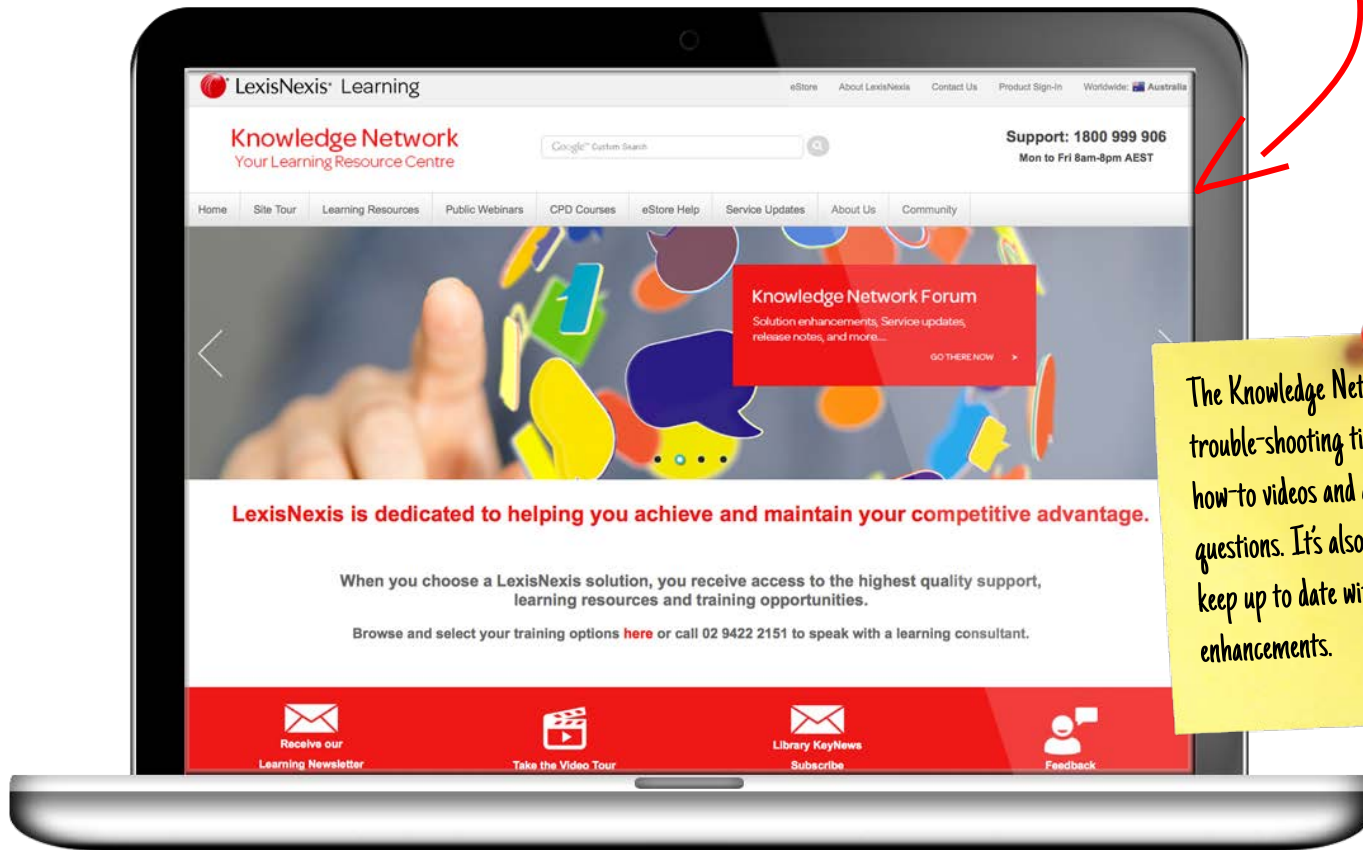 LexisNexis® Learning
eStore About LexisNexis Contact Us Product Sign-In Worldwide: Australia
Knowledge Network
Your Learning Resource Centre
Google™ Custom Search
Support: 1800 999 906
Mon to Fri 8am-8pm AEST
Home Site Tour Learning Resources Public Webinars CPD Courses eStore Help Service Updates About Us Community
Knowledge Network Forum
Solution enhancements, Service updates,
release notes, and more....
GO THERE NOW >
LexisNexis is dedicated to helping you achieve and maintain your competitive advantage.
When you choose a LexisNexis solution, you receive access to the highest quality support,
learning resources and training opportunities.
Browse and select your training options here or call 02 9422 2151 to speak with a learning consultant.
Receive our
Learning Newsletter
Take the Video Tour
Library KeyNews
Subscribe
Feedback
The Knowledge
trouble-shooting
how-to videos and
questions. It's also
keep up to date
enhancements.